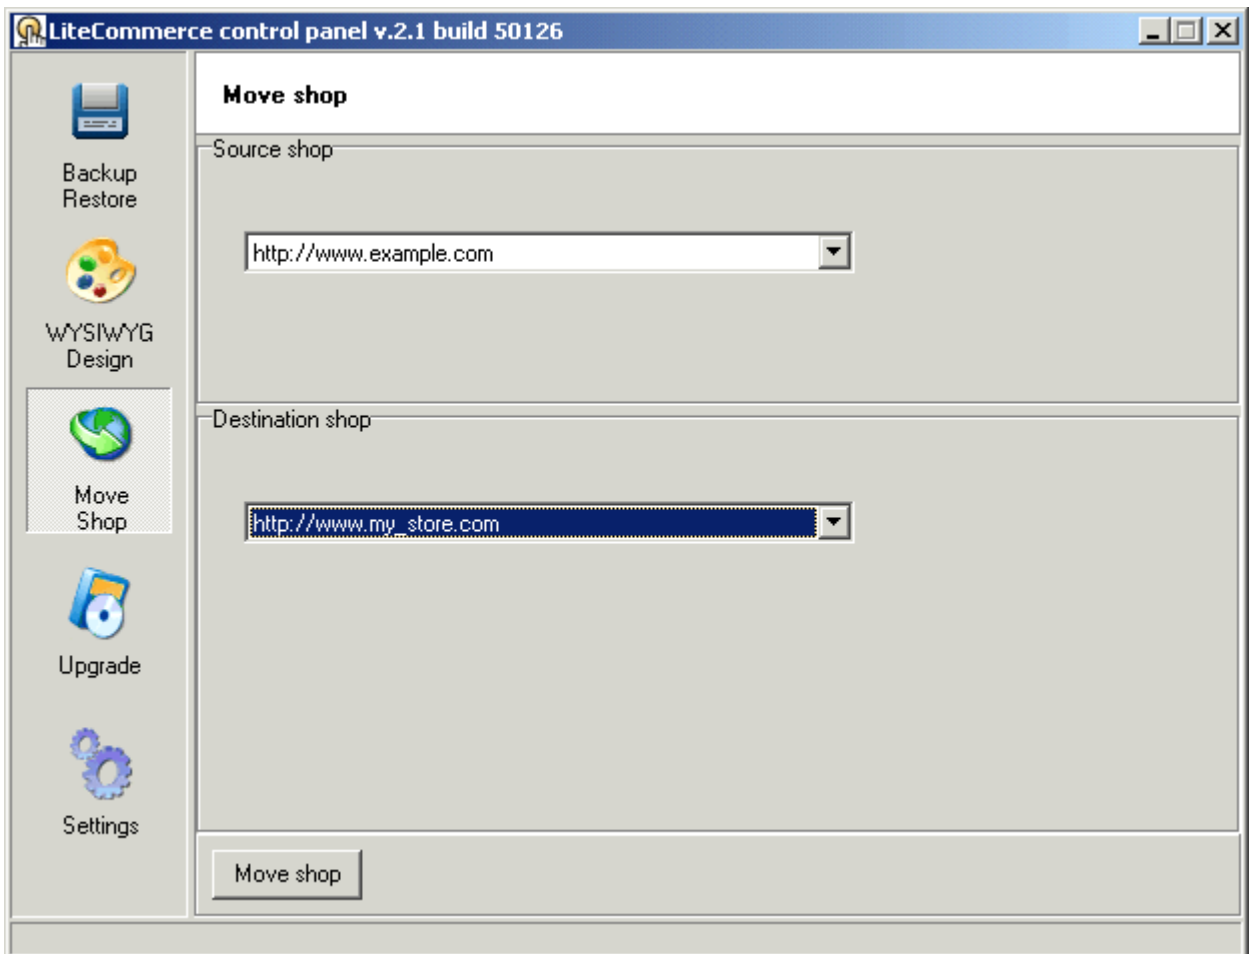 LiteCommerce control panel v.2.1 build 50126
Backup
Restore
WYSIWYG
Design
Move
Shop
Upgrade
Settings
Move shop
Source shop
http://www.example.com
Destination shop
http://www.my_store.com
Move shop